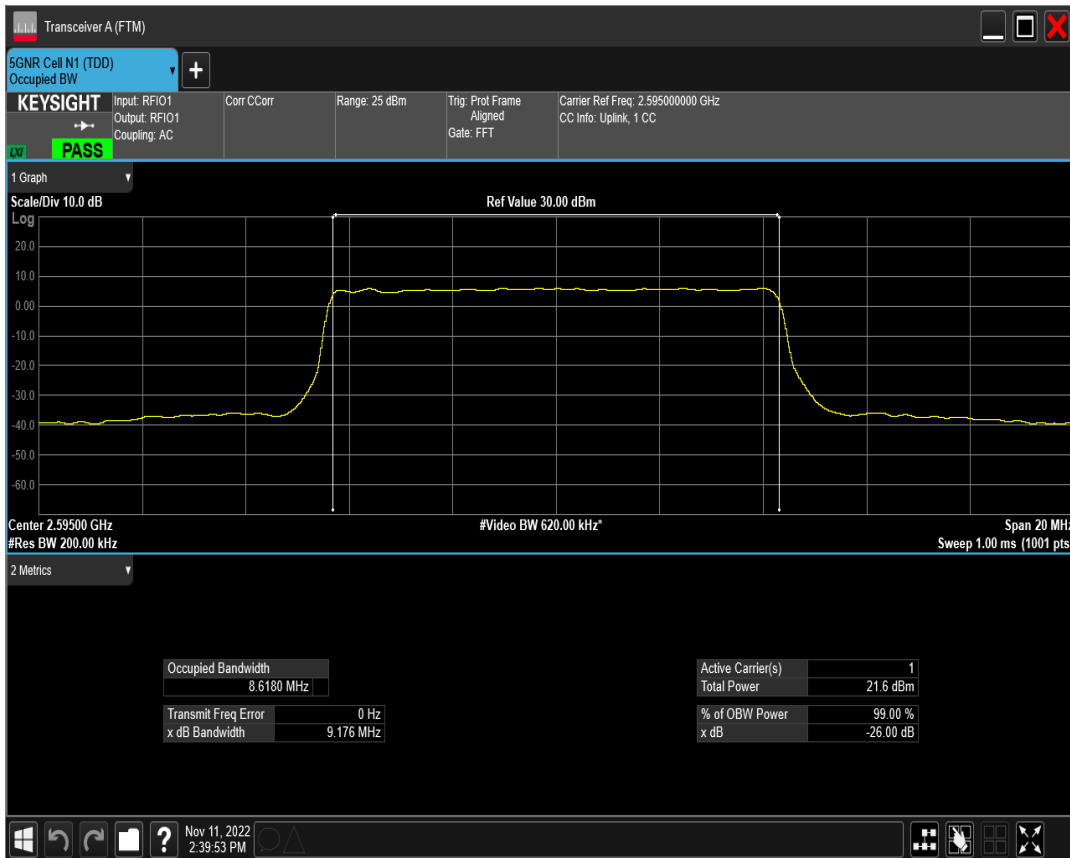 Transceiver A (FTM)
5GNR Cell N1 (TDD)
Occupied BW
+
KEYSIGHT
LXI
PASS
Input: RFIO1
Output: RFIO1
Coupling: AC
Corr CCorr
Range: 25 dBm
Trig: Prot Frame
Aligned
Gate: FFT
Carrier Ref Freq: 2.595000000 GHz
CC Info: Uplink, 1 CC
1 Graph
Scale/Div 10.0 dB
Ref Value 30.00 dBm
Log
20.0
10.0
0.00
-10.0
-20.0
-30.0
-40.0
-50.0
-60.0
Center 2.59500 GHz
#Video BW 620.00 kHz*
Span 20 MHz
#Res BW 200.00 kHz
Sweep 1.00 ms (1001 pts
2 Metrics
Occupied Bandwidth
8.6180 MHz
Transmit Freq Error 0 Hz
x dB Bandwidth 9.176 MHz
Active Carrier(s) 1
Total Power 21.6 dBm
% of OBW Power 99.00 %
x dB -26.00 dB
?
Nov 11, 2022
2:39:53 PM